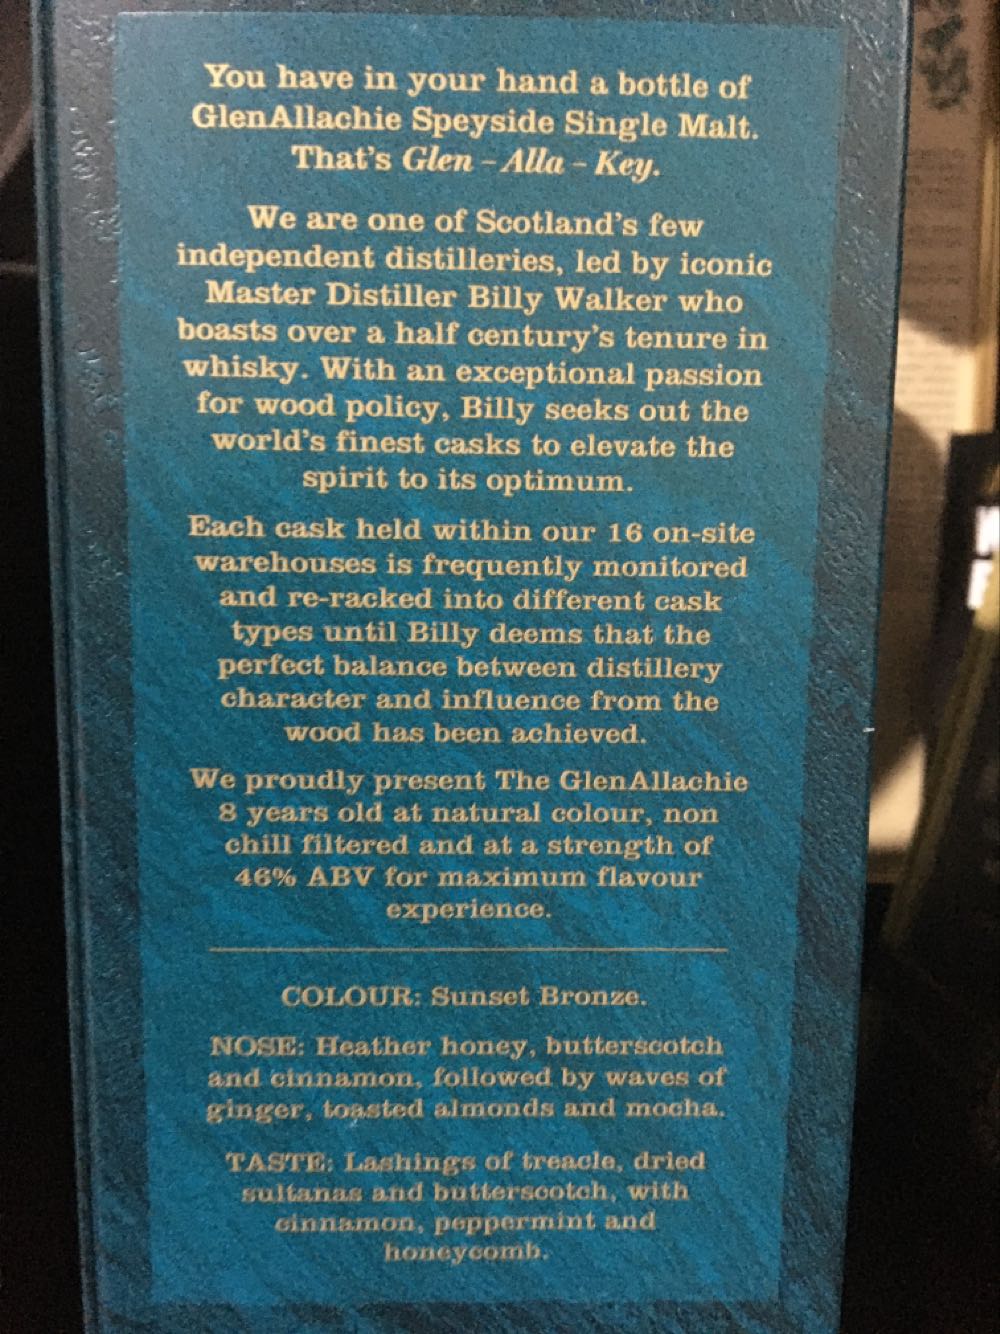 You have in your hand a bottle of
GlenAllachie Speyside Single Malt.
That's Glen – Alla – Key.
We are one of Scotland's few
independent distilleries, led by iconic
Master Distiller Billy Walker who
boasts over a half century's tenure in
whisky. With an exceptional passion
for wood policy, Billy seeks out the
world's finest casks to elevate the
spirit to its optimum.
Each cask held within our 16 on-site
warehouses is frequently monitored
and re-racked into different cask
types until Billy deems that the
perfect balance between distillery
character and influence from the
wood has been achieved.
We proudly present The GlenAllachie
8 years old at natural colour, non
chill filtered and at a strength of
46% ABV for maximum flavour
experience.
COLOUR: Sunset Bronze.
NOSE: Heather honey, butterscotch
and cinnamon, followed by waves of
ginger, toasted almonds and mocha.
TASTE: Lashings of treacle, dried
sultanas and butterscotch, with
cinnamon, peppermint and
honeycomb.